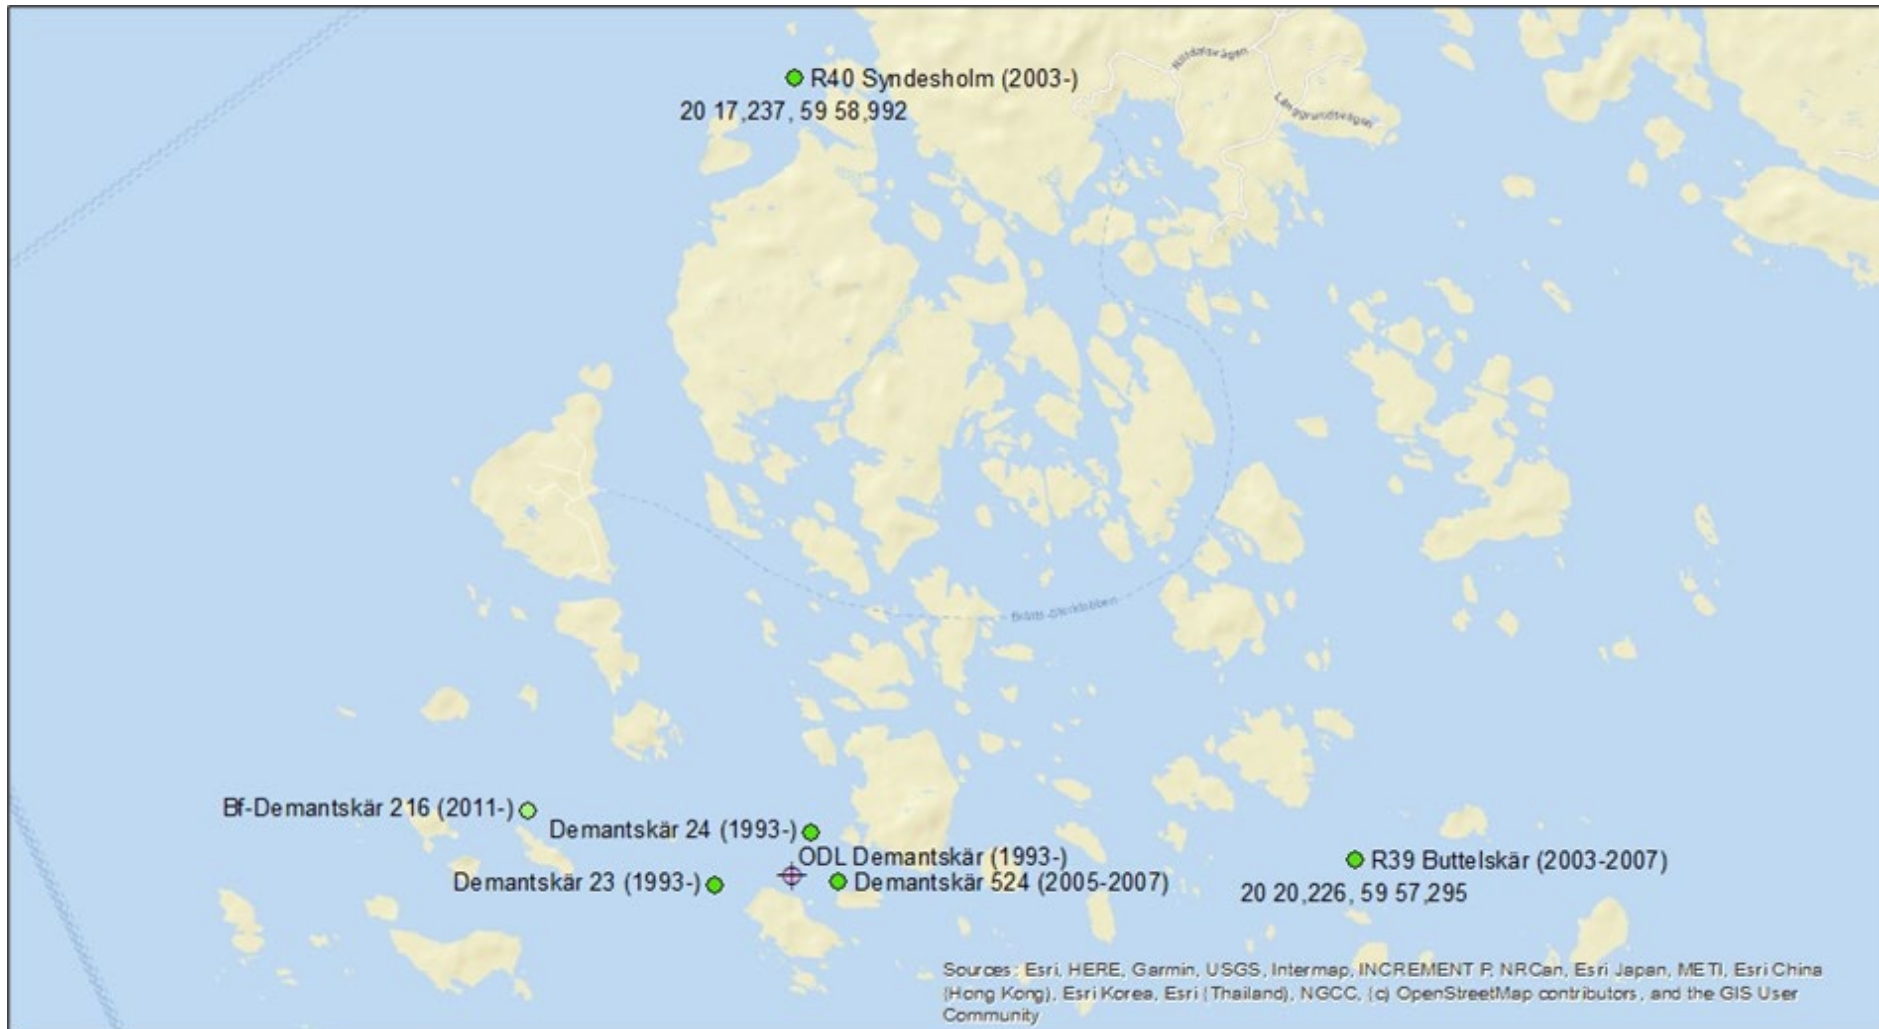 R40 Syndesholm (2003-)
20 17,237, 59 58,992
Långgrundsvägen
Bf-Demantskär 216 (2011-)
Demantskär 24 (1993-)
ODL Demantskär (1993-)
Demantskär 23 (1993-)
Demantskär 524 (2005-2007)
R39 Buttelskär (2003-2007)
20 20,226, 59 57,295
Sources: Esri, HERE, Garmin, USGS, Intermap, INCREMENT P, NRCan, Esri Japan, METI, Esri China
(Hong Kong), Esri Korea, Esri (Thailand), NGCC, (c) OpenStreetMap contributors, and the GIS User
Community